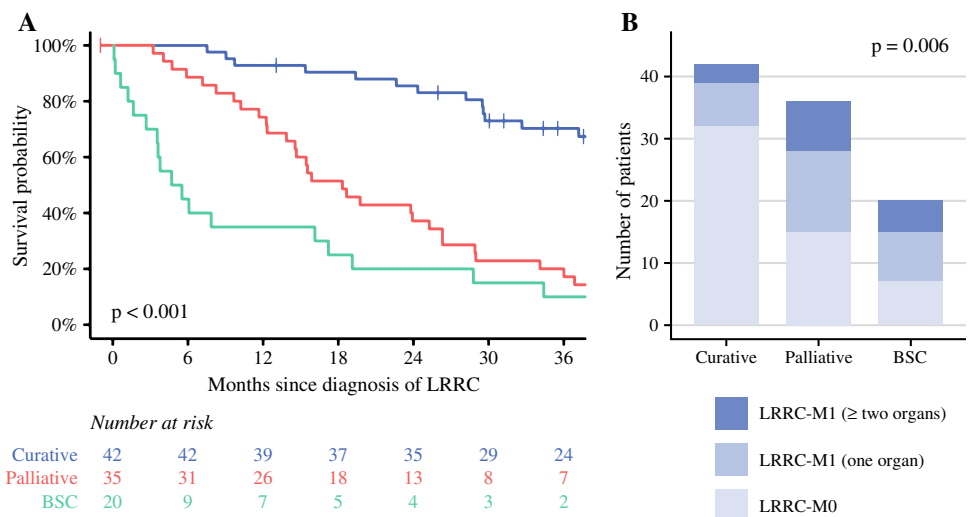 A
100%
80%
60%
40%
20%
0%
Survival probability
p < 0.001
0 6 12 18 24 30 36
Months since diagnosis of LRRC
Number at risk
Curative 42 42 39 37 35 29 24
Palliative 35 31 26 18 13 8 7
BSC 20 9 7 5 4 3 2
B
p = 0.006
40
30
20
10
0
Number of patients
Curative Palliative BSC
LRRC-M1 (≥ two organs)
LRRC-M1 (one organ)
LRRC-M0